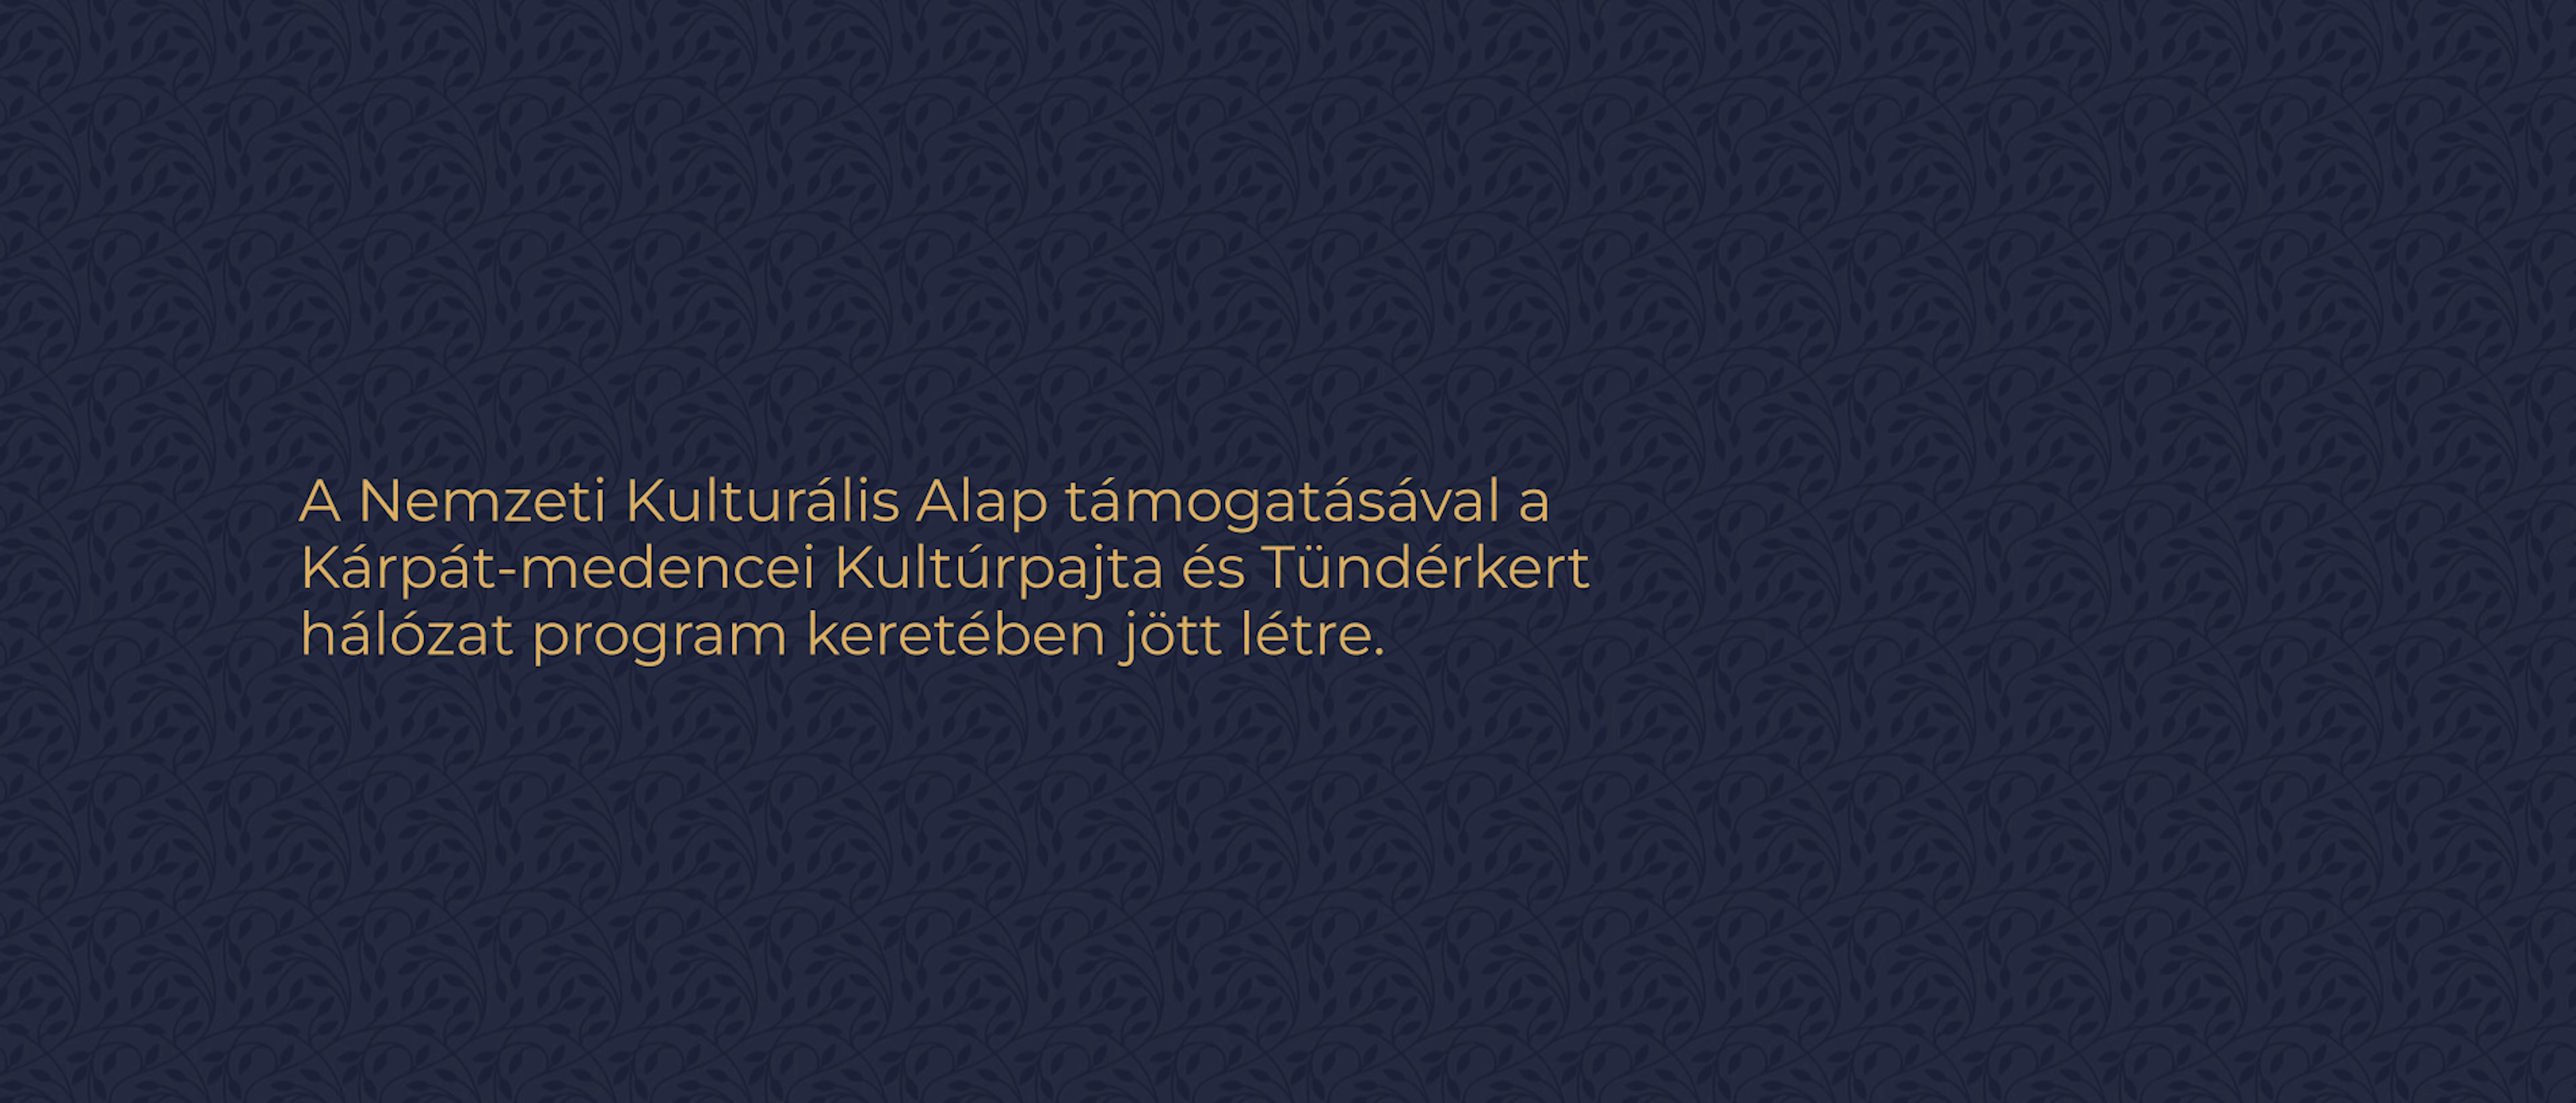 A Nemzeti Kulturális Alap támogatásával a
Kárpát-medencei Kultúrpajta és Tündérkert
hálózat program keretében jött létre.